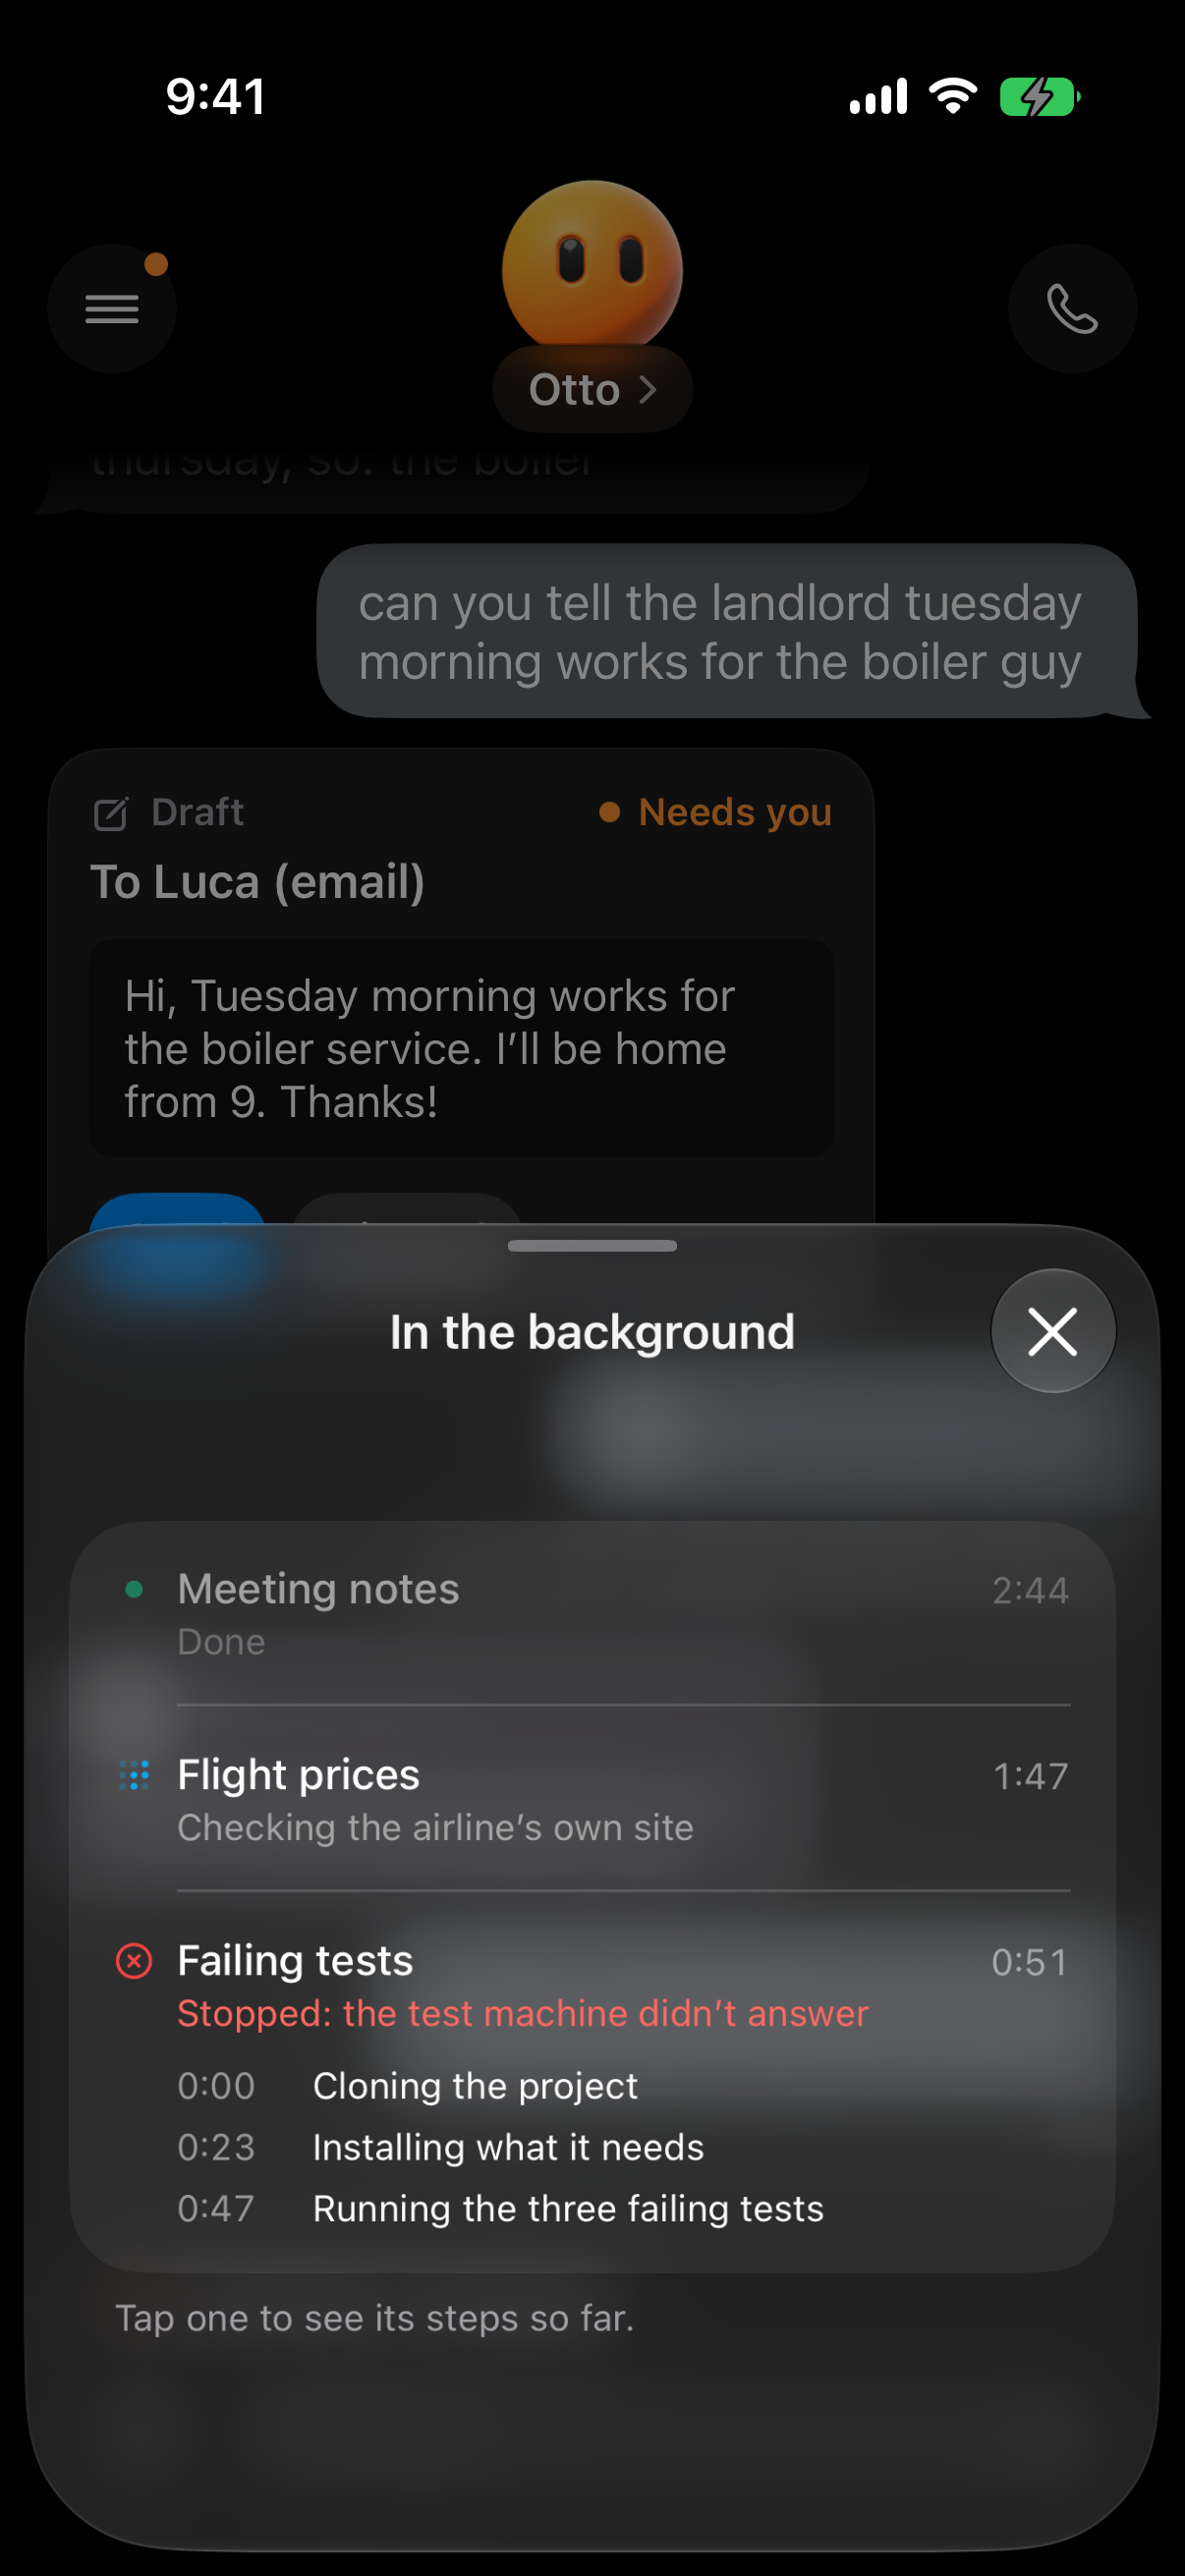 9:41
Otto
thursday, so: the boiler
can you tell the landlord tuesday
morning works for the boiler guy
Draft
Needs you
To Luca (email)
Hi, Tuesday morning works for
the boiler service. I’ll be home
from 9. Thanks!
In the background
Meeting notes
2:44
Done
Flight prices
1:47
Checking the airline’s own site
Failing tests
0:51
Stopped: the test machine didn’t answer
0:00 Cloning the project
0:23 Installing what it needs
0:47 Running the three failing tests
Tap one to see its steps so far.